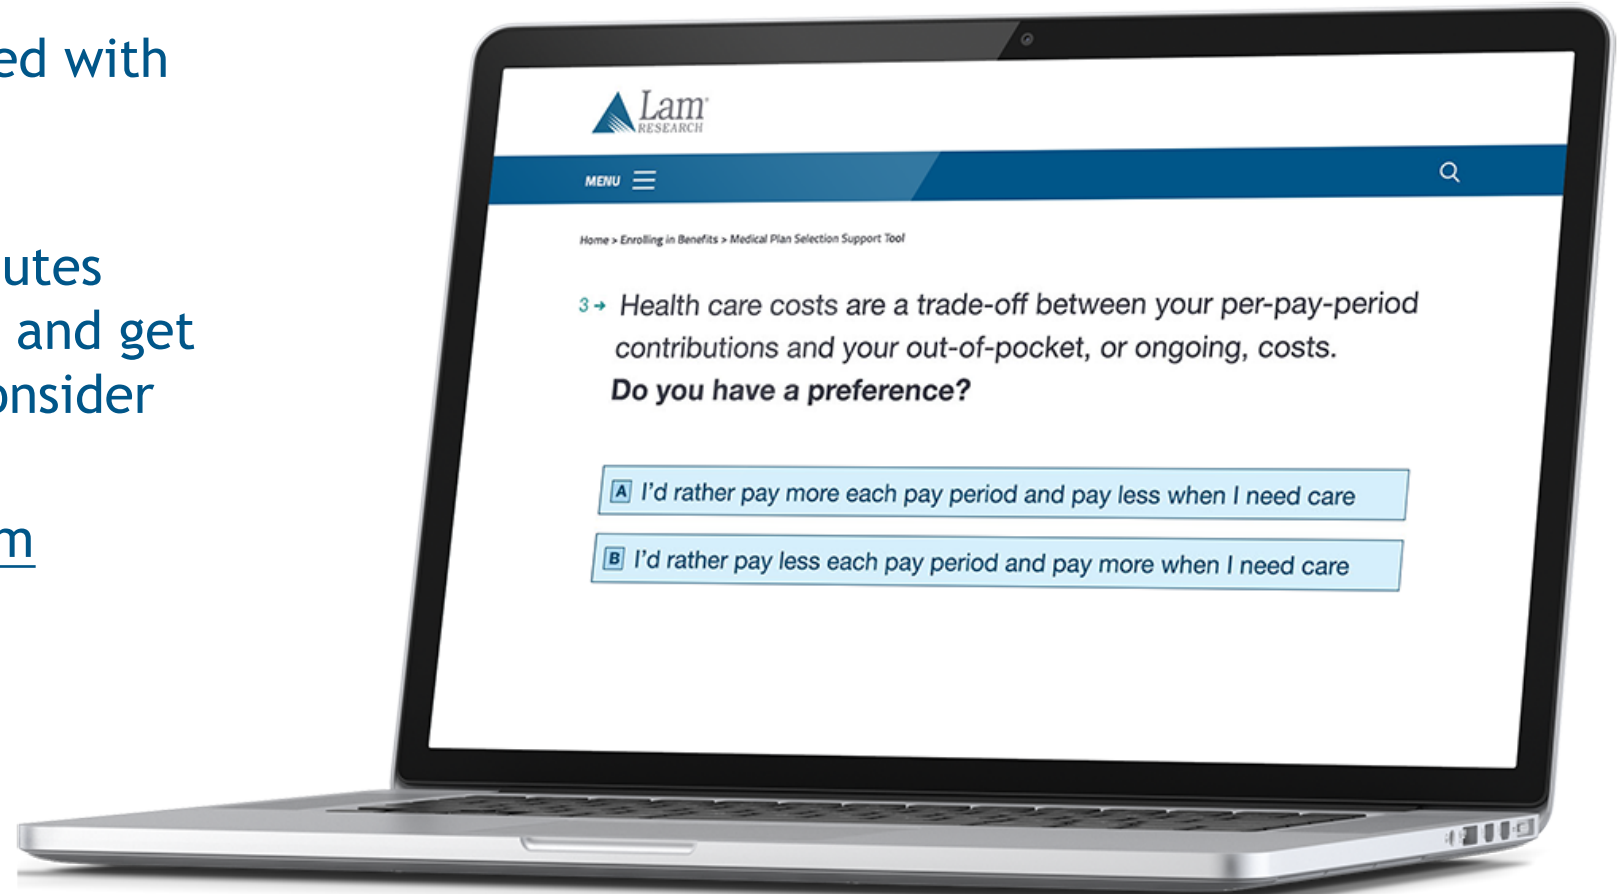 ed with
utes
and get
onsider
m
Lam
RESEARCH
MENU
Home > Enrolling in Benefits > Medical Plan Selection Support Tool
3 → Health care costs are a trade-off between your per-pay-period
contributions and your out-of-pocket, or ongoing, costs.
Do you have a preference?
A I'd rather pay more each pay period and pay less when I need care
B I'd rather pay less each pay period and pay more when I need care